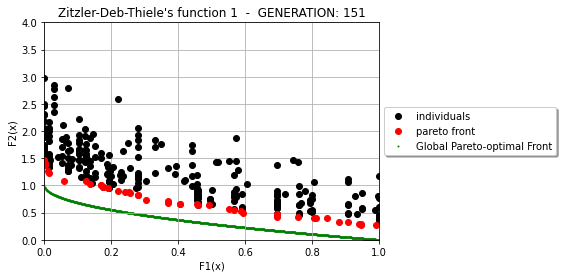 Zitzler-Deb-Thiele's function 1 - GENERATION: 151
4.0
3.5
3.0
2.5
2.0
1.5
1.0
0.5
0.0
F2(x)
0.0 0.2 0.4 0.6 0.8 1.0
F1(x)
individuals
pareto front
Global Pareto-optimal Front